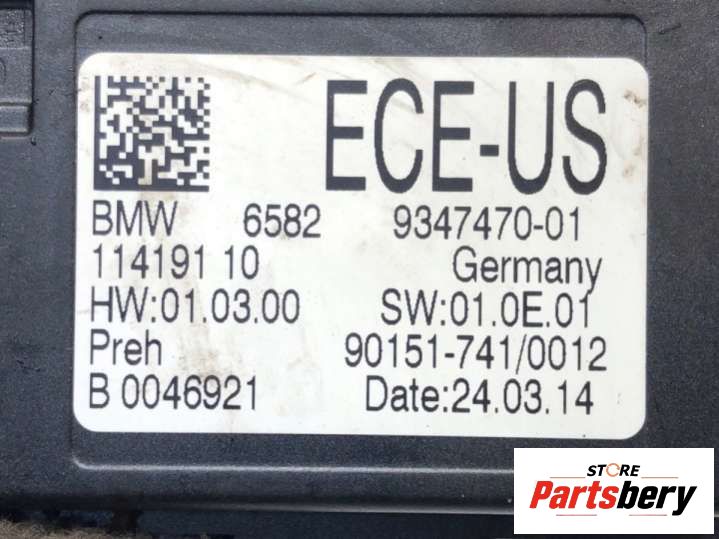 ECE-US
BMW 6582 9347470-01
114191 10 Germany
HW:01.03.00 SW:01.0E.01
Preh 90151-741/0012
B 0046921 Date:24.03.14
STORE
Partsbery